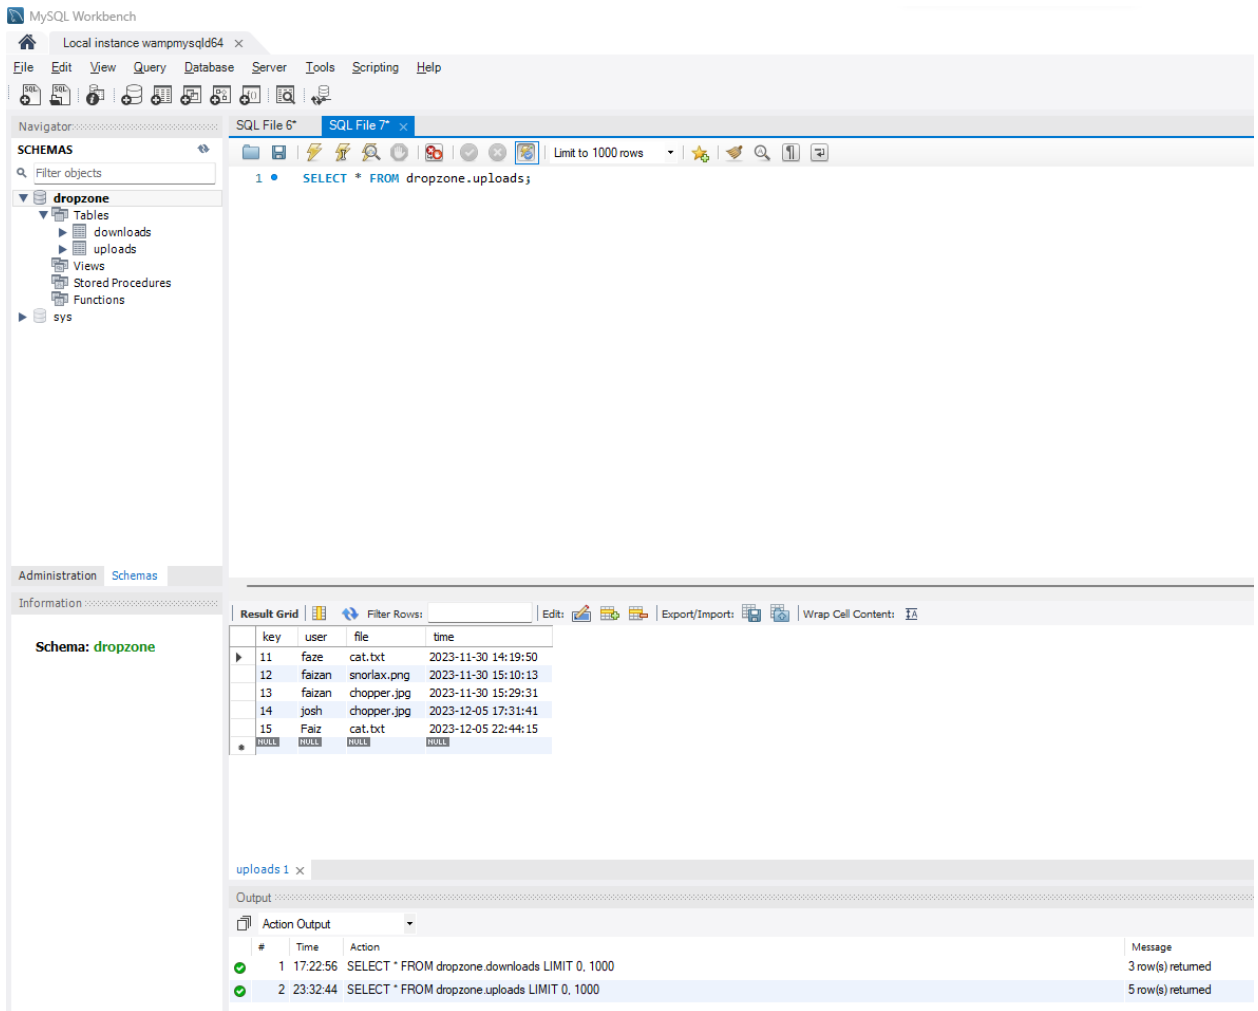 MySQL Workbench
Local instance wampmysqld64 ×
File Edit View Query Database Server Tools Scripting Help
Navigator
SCHEMAS
Filter objects
dropzone
Tables
downloads
uploads
Views
Stored Procedures
Functions
sys
Administration Schemas
Information
Schema: dropzone
SQL File 6* SQL File 7* ×
Limit to 1000 rows
1 SELECT * FROM dropzone.uploads;
Result Grid Filter Rows: Edit: Export/Import: Wrap Cell Content:
key user file time
11 faze cat.txt 2023-11-30 14:19:50
12 faizan snorlax.png 2023-11-30 15:10:13
13 faizan chopper.jpg 2023-11-30 15:29:31
14 josh chopper.jpg 2023-12-05 17:31:41
15 Faiz cat.txt 2023-12-05 22:44:15
NULL NULL NULL NULL
uploads 1 ×
Output
Action Output
# Time Action Message
1 17:22:56 SELECT * FROM dropzone.downloads LIMIT 0, 1000 3 row(s) returned
2 23:32:44 SELECT * FROM dropzone.uploads LIMIT 0, 1000 5 row(s) returned